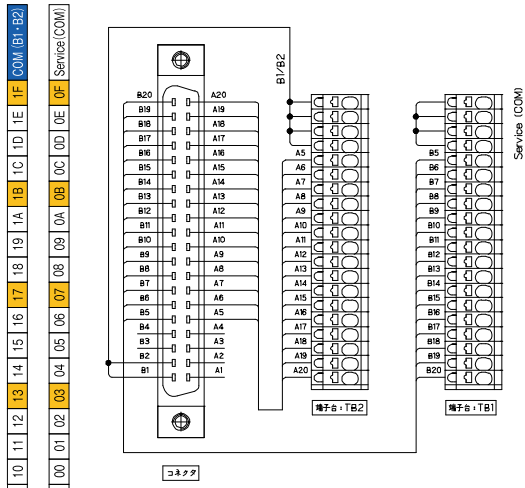 COM (B1・B2)
1F
1E
1D
1C
1B
1A
19
18
17
16
15
14
13
12
11
10
Service(COM)
0F
0E
0D
0C
0B
0A
09
08
07
06
05
04
03
02
01
00
B20
B19
B18
B17
B16
B15
B14
B13
B12
B11
B10
B9
B8
B7
B6
B5
B4
B3
B2
B1
A20
A19
A18
A17
A16
A15
A14
A13
A12
A11
A10
A9
A8
A7
A6
A5
A4
A3
A2
A1
コネクタ
B1/B2
A5
A6
A7
A8
A9
A10
A11
A12
A13
A14
A15
A16
A17
A18
A19
A20
端子台:TB2
B5
B6
B7
B8
B9
B10
B11
B12
B13
B14
B15
B16
B17
B18
B19
B20
端子台:TB1
Service (COM)